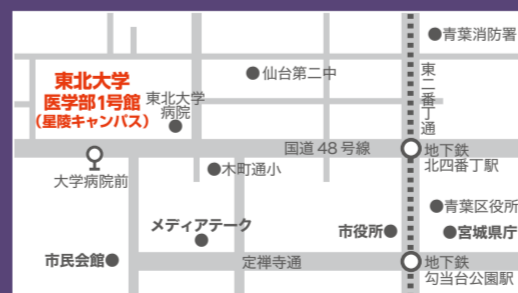 ●青葉消防署
●仙台第二中
東二番丁通
東北大学
医学部1号館
(星陵キャンパス)
東北大学
病院
国道48号線
地下鉄
北四番丁駅
大学病院前
●木町通小
●青葉区役所
メディアテーク
市役所●
●宮城県庁
市民会館●
定禅寺通
地下鉄
勾当台公園駅